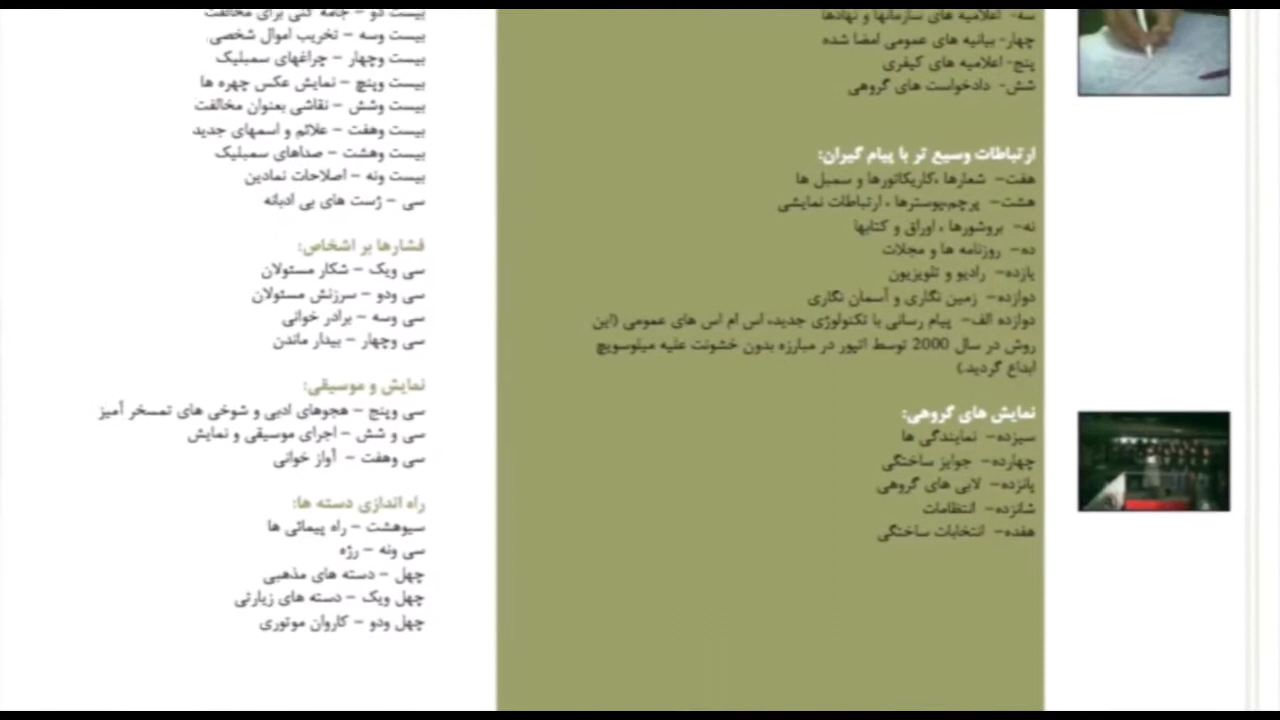 سه- اعلامیه های سازمانها و نهادها
چهار- بیانیه های عمومی امضا شده
پنج- اعلامیه های کیفری
شش- دادخواست های گروهی
ارتباطات وسیع تر با پیام گیران:
هفت- شعارها ،کاریکاتورها و سمبل ها
هشت- پرچم،پوسترها ، ارتباطات نمایشی
نه- بروشورها ، اوراق و کتابها
ده- روزنامه ها و مجلات
یازده- رادیو و تلویزیون
دوازده- زمین نگاری و آسمان نگاری
دوازده الف- پیام رسانی با تکنولوژی جدید، اس ام اس های عمومی (این
روش در سال 2000 توسط اتپور در مبارزه بدون خشونت علیه میلوسویچ
ابداع گردید.)
نمایش های گروهی:
سیزده- نمایندگی ها
چهارده- جوایز ساختگی
پانزده- لابی های گروهی
شانزده- انتظامات
هفده- انتخابات ساختگی
بیست دو - جامه کنی برای مخالفت
بیست وسه - تخریب اموال شخصی
بیست وچهار - چراغهای سمبلیک
بیست وپنج - نمایش عکس چهره ها
بیست وشش - نقاشی بعنوان مخالفت
بیست وهفت - علائم و اسمهای جدید
بیست وهشت - صداهای سمبلیک
بیست ونه - اصلاحات نمادین
سی - ژست های بی ادبانه
فشارها بر اشخاص:
سی ویک - شکار مسئولان
سی ودو - سرزنش مسئولان
سی وسه - برادر خوانی
سی وچهار - بیدار ماندن
نمایش و موسیقی:
سی وپنج - هجوهای ادبی و شوخی های تمسخر آمیز
سی و شش - اجرای موسیقی و نمایش
سی وهفت - آواز خوانی
راه اندازی دسته ها:
سیوهشت - راه پیمائی ها
سی ونه - رژه
چهل - دسته های مذهبی
چهل ویک - دسته های زیارتی
چهل ودو - کاروان موتوری